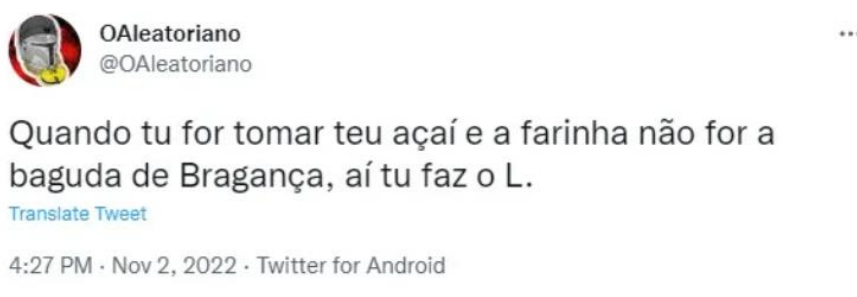 OAleatoriano
@OAleatoriano
Quando tu for tomar teu açaí e a farinha não for a
baguda de Bragança, aí tu faz o L.
Translate Tweet
4:27 PM · Nov 2, 2022 · Twitter for Android